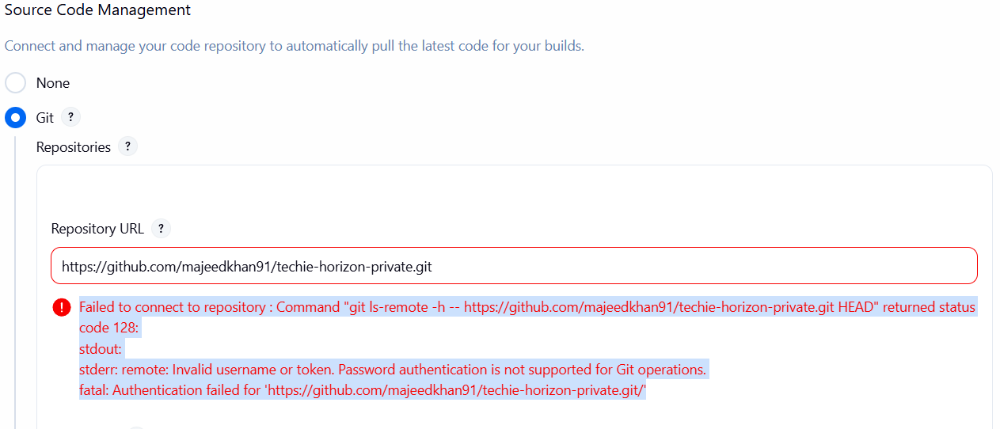 Source Code Management
Connect and manage your code repository to automatically pull the latest code for your builds.
None
Git ?
Repositories ?
Repository URL ?
https://github.com/majeedkhan91/techie-horizon-private.git
! Failed to connect to repository : Command "git ls-remote -h -- https://github.com/majeedkhan91/techie-horizon-private.git HEAD" returned status
code 128:
stdout:
stderr: remote: Invalid username or token. Password authentication is not supported for Git operations.
fatal: Authentication failed for 'https://github.com/majeedkhan91/techie-horizon-private.git/'